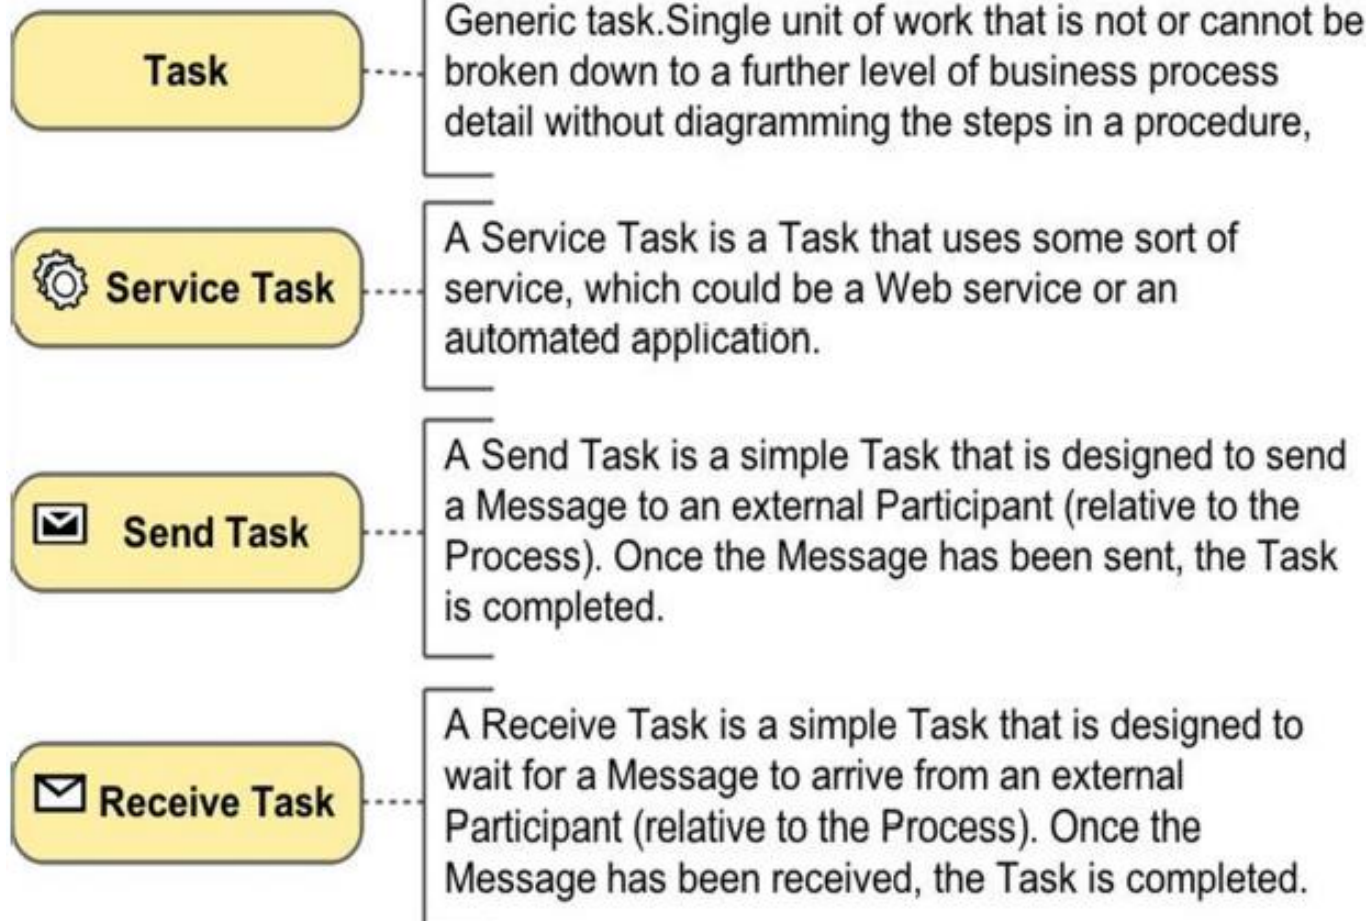 Task
Generic task.Single unit of work that is not or cannot be
broken down to a further level of business process
detail without diagramming the steps in a procedure,
Service Task
A Service Task is a Task that uses some sort of
service, which could be a Web service or an
automated application.
Send Task
A Send Task is a simple Task that is designed to send
a Message to an external Participant (relative to the
Process). Once the Message has been sent, the Task
is completed.
Receive Task
A Receive Task is a simple Task that is designed to
wait for a Message to arrive from an external
Participant (relative to the Process). Once the
Message has been received, the Task is completed.